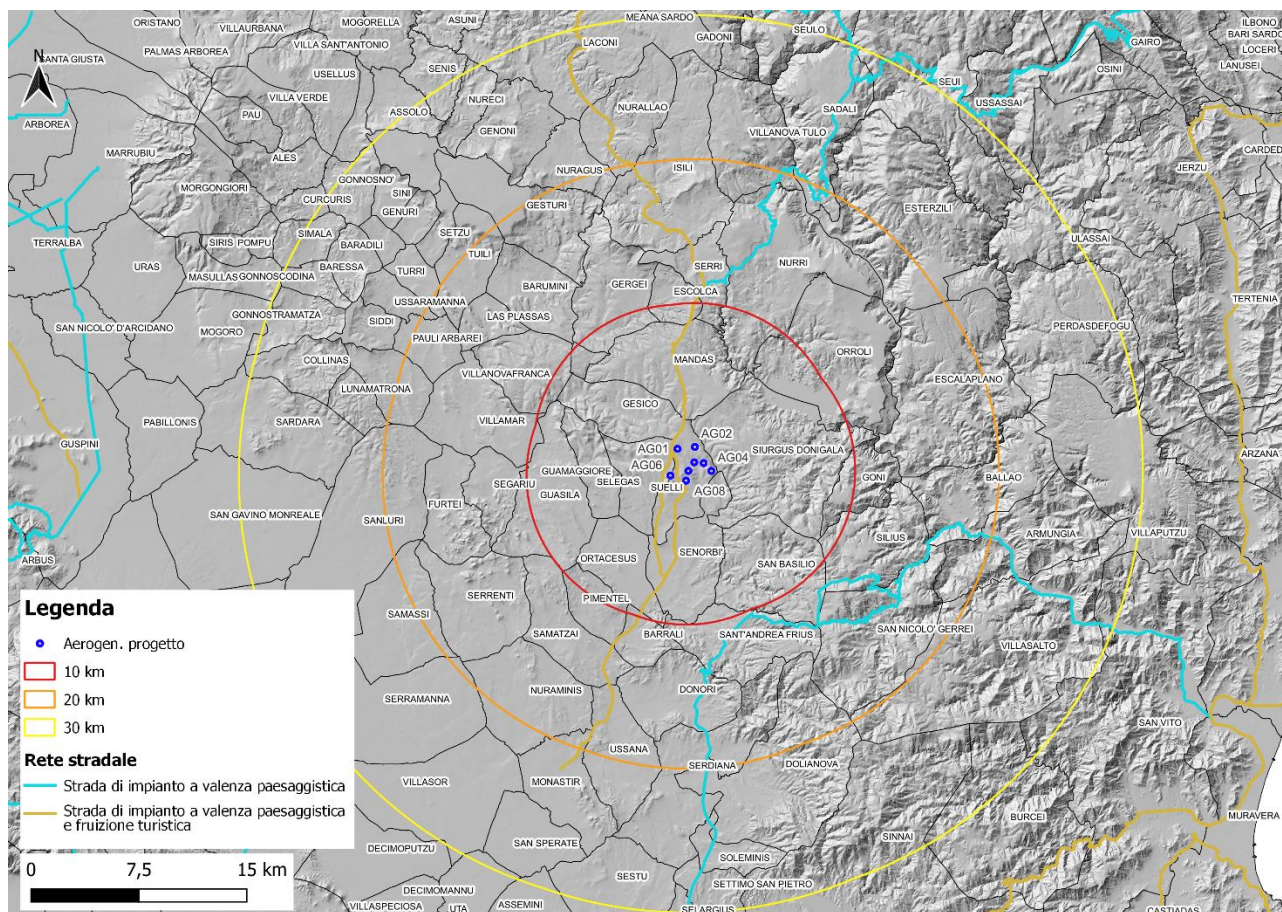 MEANA SARDO
ORISTANO
VILLAURBANA
MOGORELLA
ASUNI
GADONI
SEULO
ILBONO
BARI SARDO
LOCERI
LANUSEI
GAIRO
OSINI
PALMAS ARBOREA
VILLA SANT'ANTONIO
LACONI
SANTA GIUSTA
N
USELLUS
SENIS
SEUI
USSASSAI
VILLA VERDE
NURECI
NURALLAO
SADALI
PAU
ASSOLO
ARBOREA
GENONI
VILLANOVA TULO
MARRUBIU
ALES
CARDED
NURAGUS
ISILI
JERZU
GONNOSNO'
MORGONGIORI
SINI
CURCURIS
GESTURI
ESTERZILI
GENURI
SIMALA
SETZU
TERRALBA
SIRIS
POMPU
BARADILI
TUILI
ULASSAI
SERRI
NURRI
URAS
MASULLAS
GONNOSCODINA
BARESSA
TURRI
BARUMINI
GERGEI
ESCOLCA
USSARAMANNA
TERTENIA
GONNOSTRAMATZA
SIDDI
LAS PLASSAS
SAN NICOLO' D'ARCIDANO
MOGORO
PAULI ARBAREI
PERDASDEFOGU
ORROLI
COLLINAS
MANDAS
LUNAMATRONA
VILLANOVAFRANCA
ESCALAPLANO
GESICO
PABILLONIS
SARDARA
VILLAMAR
GUSPINI
AG02
AG01
SIURGUS DONIGALA
ARZANA
AG06
AG04
GUAMAGGIORE
GONI
BALLAO
SEGARIU
SELEGAS
SUELLI
GUASILA
AG08
FURTEI
SAN GAVINO MONREALE
SANLURI
VILLAPUTZU
ARMUNGIA
SILIUS
SENORBI'
ARBUS
ORTACESUS
SAN BASILIO
SERRENTI
PIMENTEL
SAMASSI
SAN NICOLO' GERREI
SAMATZAI
BARRALI
SANT'ANDREA FRIUS
VILLASALTO
NURAMINIS
DONORI
SERRAMANNA
SAN VITO
USSANA
SERDIANA
DOLIANOVA
VILLASOR
MONASTIR
BURCEI
MURAVERA
SINNAI
DECIMOPUTZU
SAN SPERATE
SOLEMINIS
SESTU
SETTIMO SAN PIETRO
DECIMOMANNU
VILLASPECIOSA
UTA
ASSEMINI
SELARGIUS
CASTIADAS
Legenda
Aerogen. progetto
10 km
20 km
30 km
Rete stradale
Strada di impianto a valenza paesaggistica
Strada di impianto a valenza paesaggistica
e fruizione turistica
0 7,5 15 km